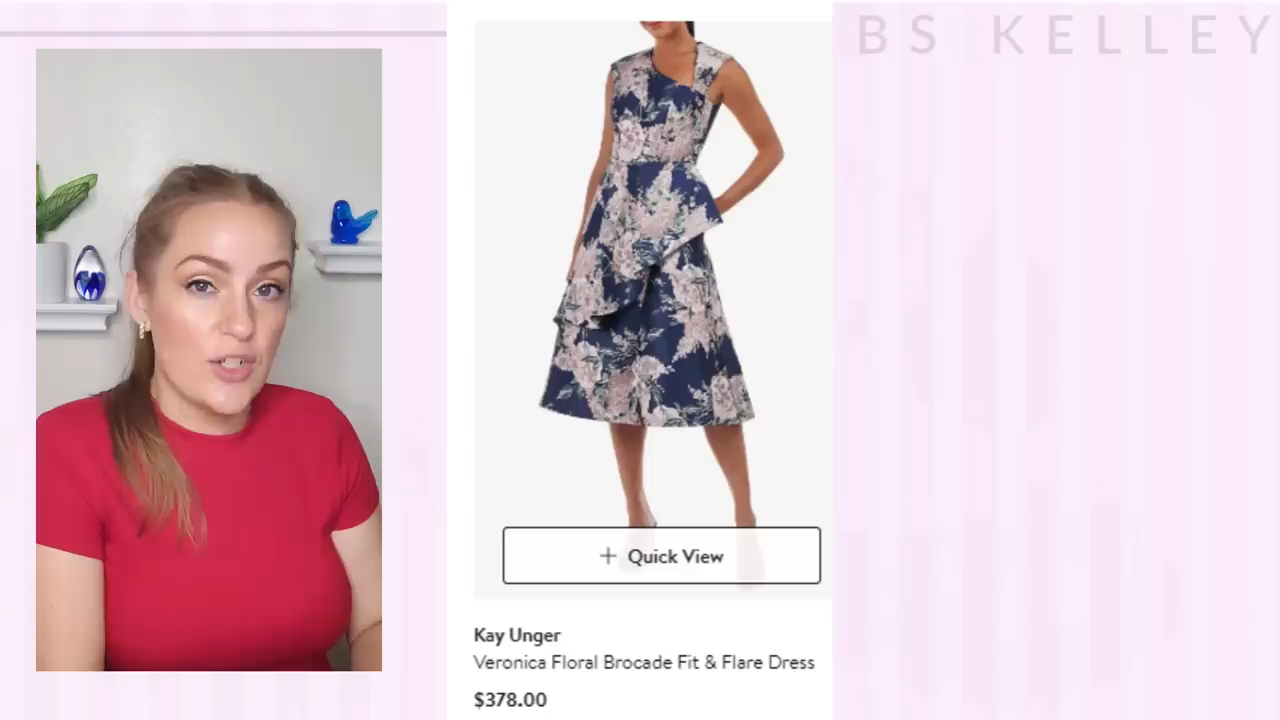 BS KELLEY
+ Quick View
Kay Unger
Veronica Floral Brocade Fit & Flare Dress
$378.00